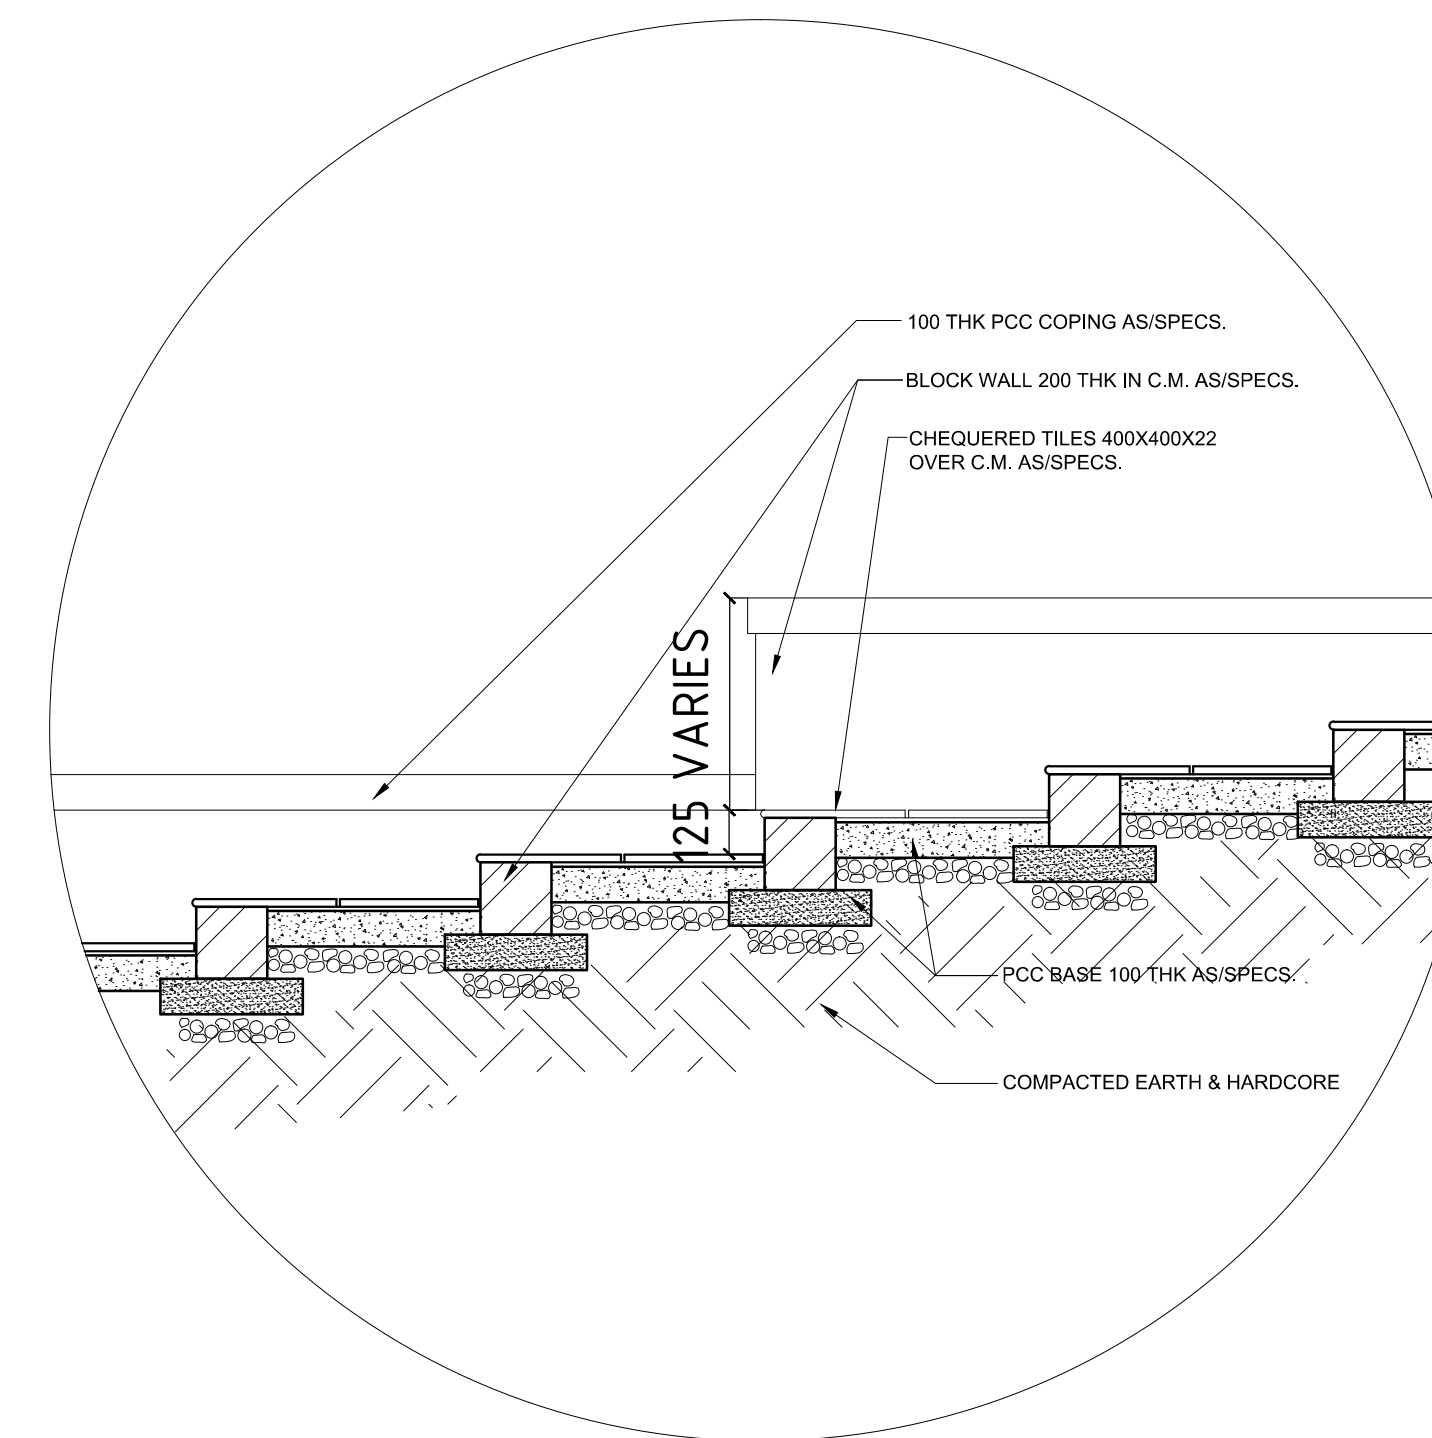 100 THK PCC COPING AS/SPECS.
BLOCK WALL 200 THK IN C.M. AS/SPECS.
CHEQUERED TILES 400X400X22
OVER C.M. AS/SPECS.
VARIES
125
PCC BASE 100 THK AS/SPECS.
COMPACTED EARTH & HARDCORE